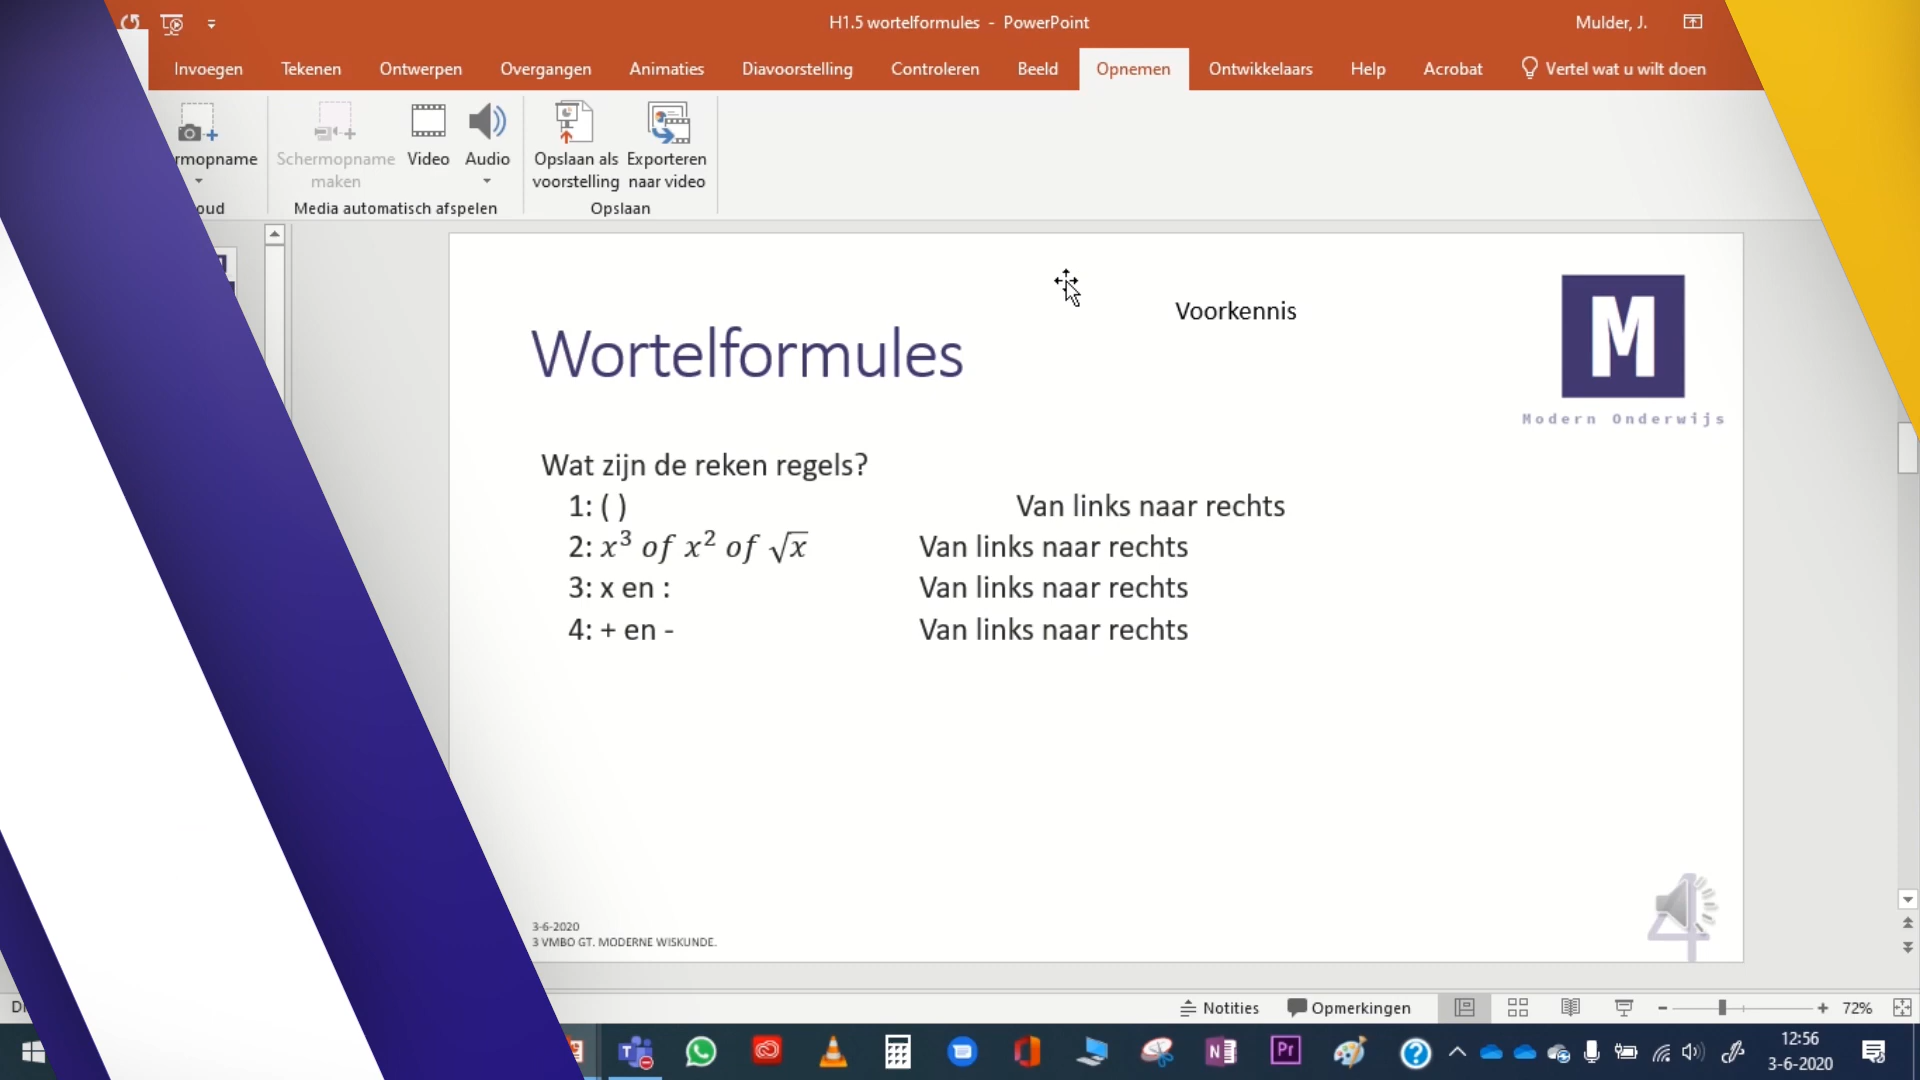 H1.5 wortelformules - PowerPoint
Mulder, J.
Invoegen Tekenen Ontwerpen Overgangen Animaties Diavoorstelling Controleren Beeld Opnemen Ontwikkelaars Help Acrobat Vertel wat u wilt doen
rmopname
Schermopname maken
Video
Audio
Opslaan als voorstelling
Exporteren naar video
oud
Media automatisch afspelen
Opslaan
Voorkennis
M
Modern Onderwijs
Wortelformules
Wat zijn de reken regels?
1: ( ) Van links naar rechts
2: x³ of x² of √x Van links naar rechts
3: x en : Van links naar rechts
4: + en - Van links naar rechts
3-6-2020
3 VMBO GT. MODERNE WISKUNDE.
4
Notities Opmerkingen 72%
N Pr
12:56
3-6-2020